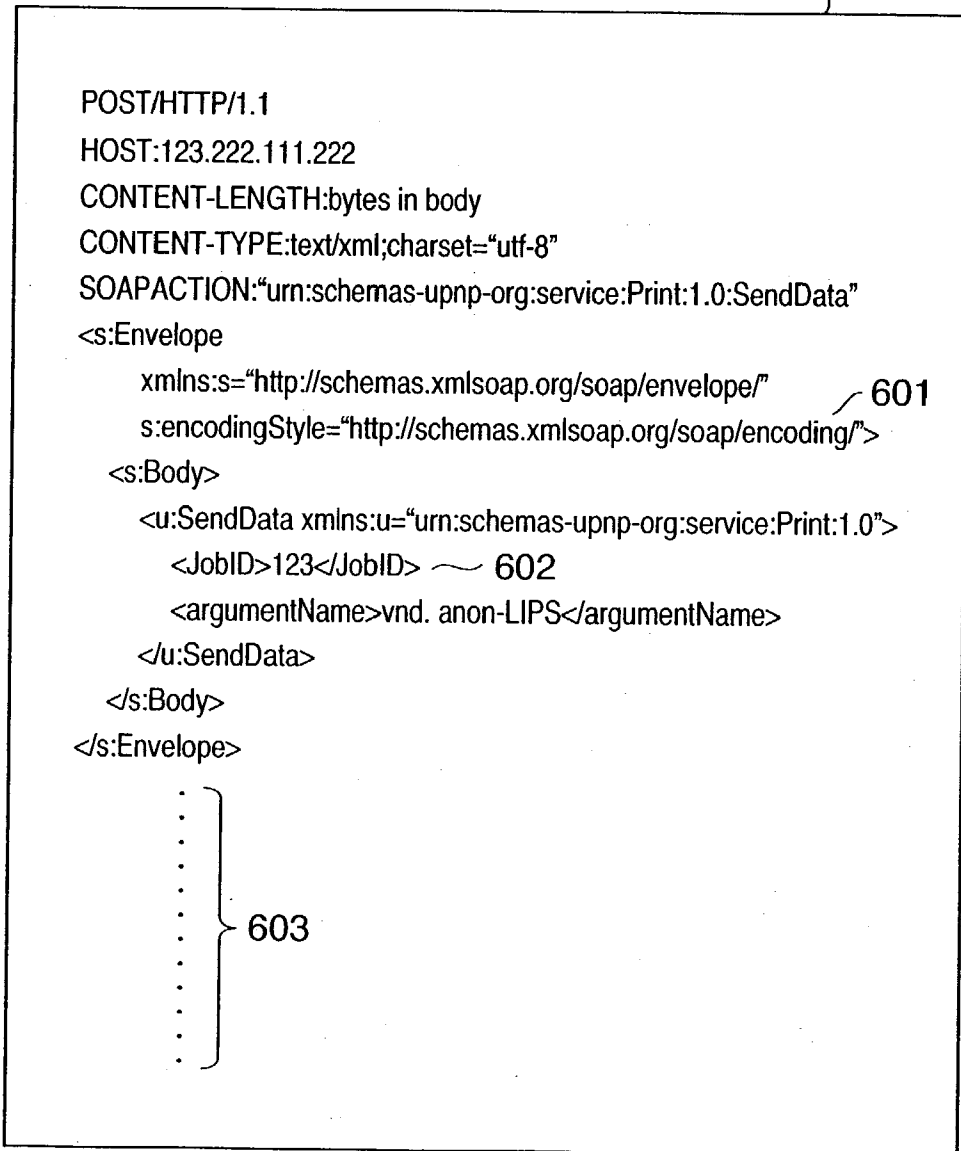 POST/HTTP/1.1
HOST:123.222.111.222
CONTENT-LENGTH:bytes in body
CONTENT-TYPE:text/xml;charset=“utf-8”
SOAPACTION:“urn:schemas-upnp-org:service:Print:1.0:SendData”
<s:Envelope
xmlns:s=“http://schemas.xmlsoap.org/soap/envelope/”
601
s:encodingStyle=“http://schemas.xmlsoap.org/soap/encoding/”>
<s:Body>
<u:SendData xmlns:u=“urn:schemas-upnp-org:service:Print:1.0”>
<JobID>123</JobID> 602
<argumentName>vnd. anon-LIPS</argumentName>
</u:SendData>
</s:Body>
</s:Envelope>
603